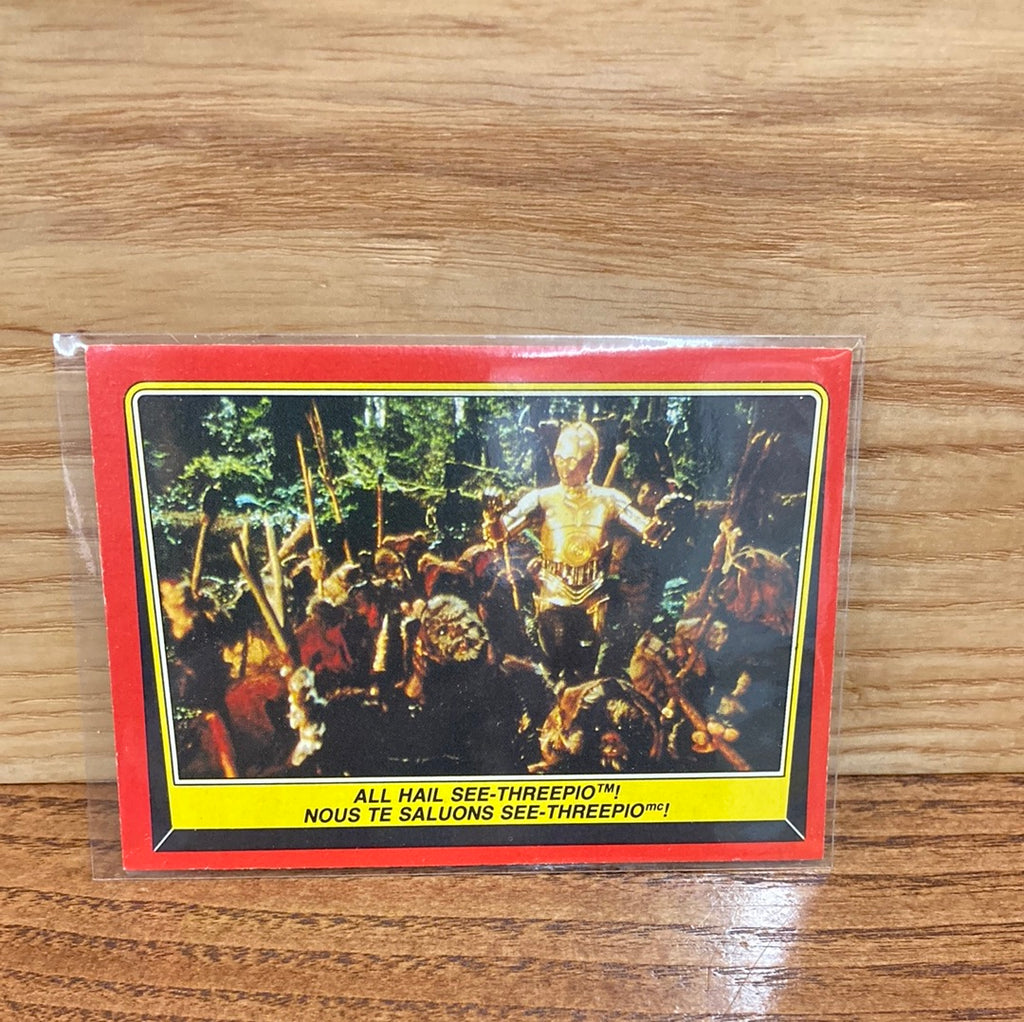 ALL HAIL SEE-THREEPIO™!
NOUS TE SALUONS SEE-THREEPIOᵐᶜ!